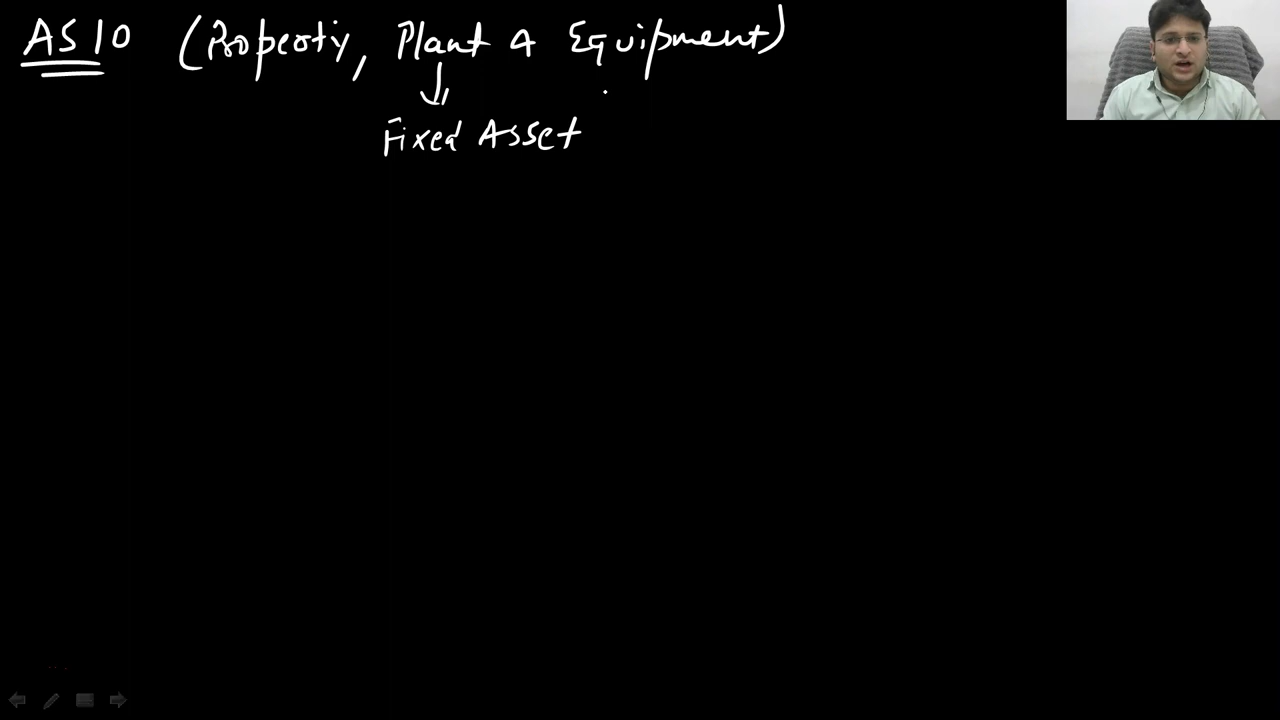 AS 10 (Property, Plant & Equipment)
Fixed Asset